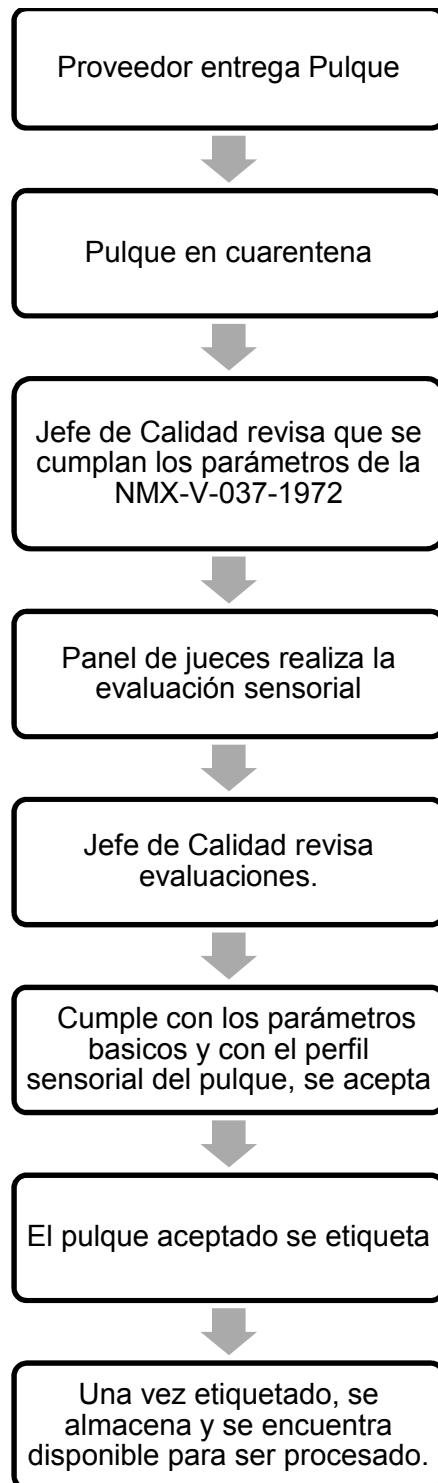 Proveedor entrega Pulque
Pulque en cuarentena
Jefe de Calidad revisa que se
cumplan los parámetros de la
NMX-V-037-1972
Panel de jueces realiza la
evaluación sensorial
Jefe de Calidad revisa
evaluaciones.
Cumple con los parámetros
basicos y con el perfil
sensorial del pulque, se acepta
El pulque aceptado se etiqueta
Una vez etiquetado, se
almacena y se encuentra
disponible para ser procesado.